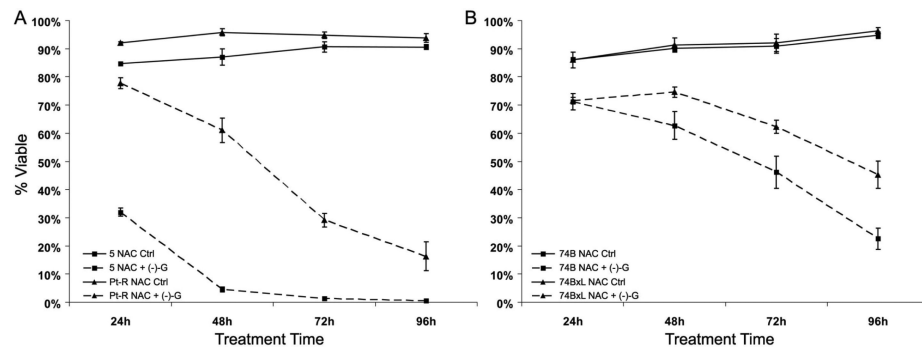 A
100%
90%
80%
70%
60%
50%
40%
30%
20%
10%
0%
% Viable
5 NAC Ctrl
5 NAC + (-)-G
Pt-R NAC Ctrl
Pt-R NAC + (-)-G
24h
48h
72h
96h
Treatment Time
B
100%
90%
80%
70%
60%
50%
40%
30%
20%
10%
0%
74B NAC Ctrl
74B NAC + (-)-G
74BxL NAC Ctrl
74BxL NAC + (-)-G
24h
48h
72h
96h
Treatment Time